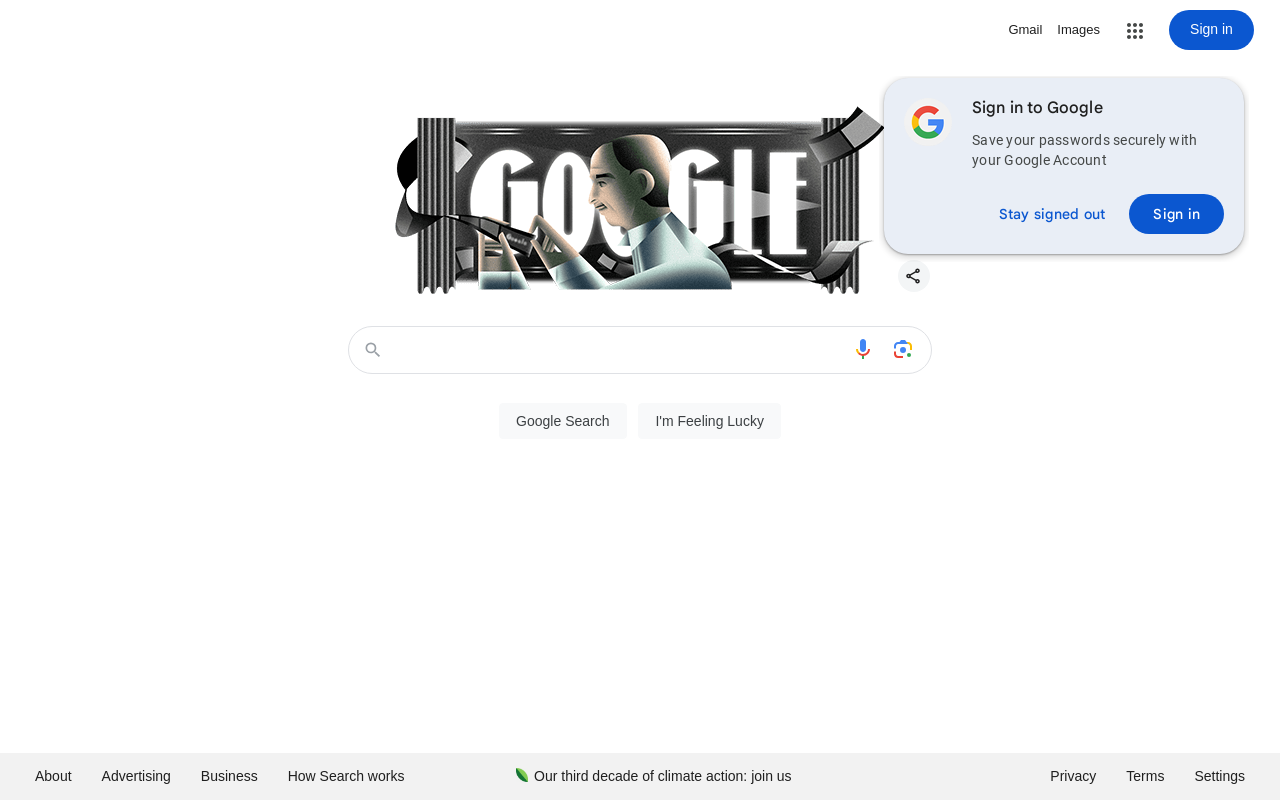 Gmail Images Sign in
GOOGLE
Sign in to Google
Save your passwords securely with
your Google Account
Stay signed out Sign in
Google Search I'm Feeling Lucky
About Advertising Business How Search works Our third decade of climate action: join us Privacy Terms Settings